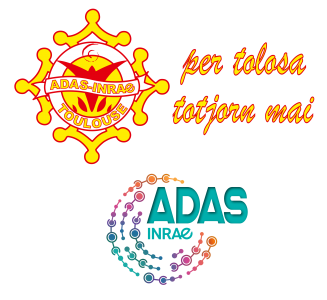 ADAS-INRAE
TOULOUSE
per tolosa
totjorn mai
ADAS
INRAE